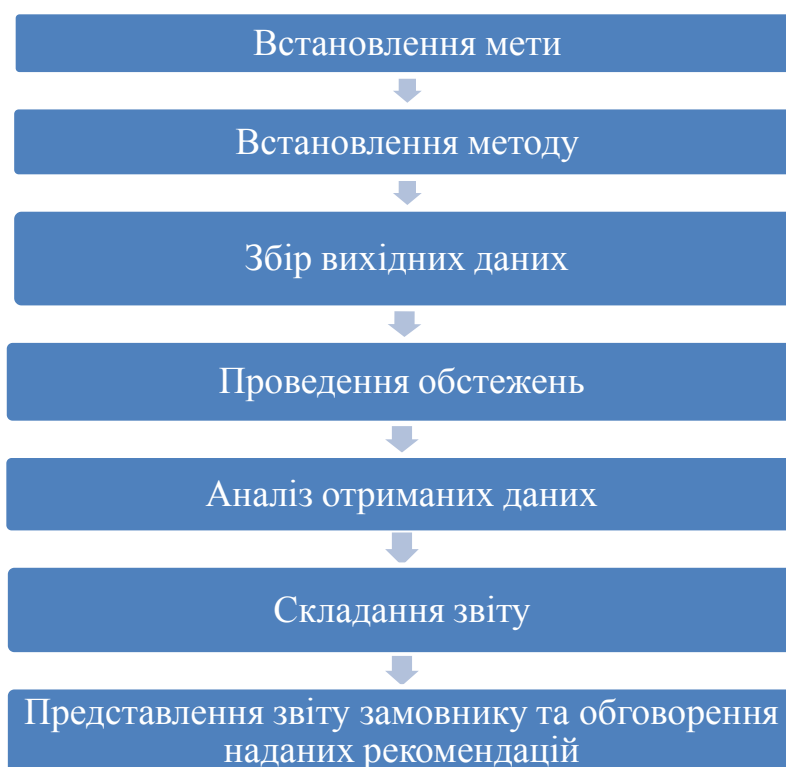 Встановлення мети
Встановлення методу
Збір вихідних даних
Проведення обстежень
Аналіз отриманих даних
Складання звіту
Представлення звіту замовнику та обговорення
наданих рекомендацій